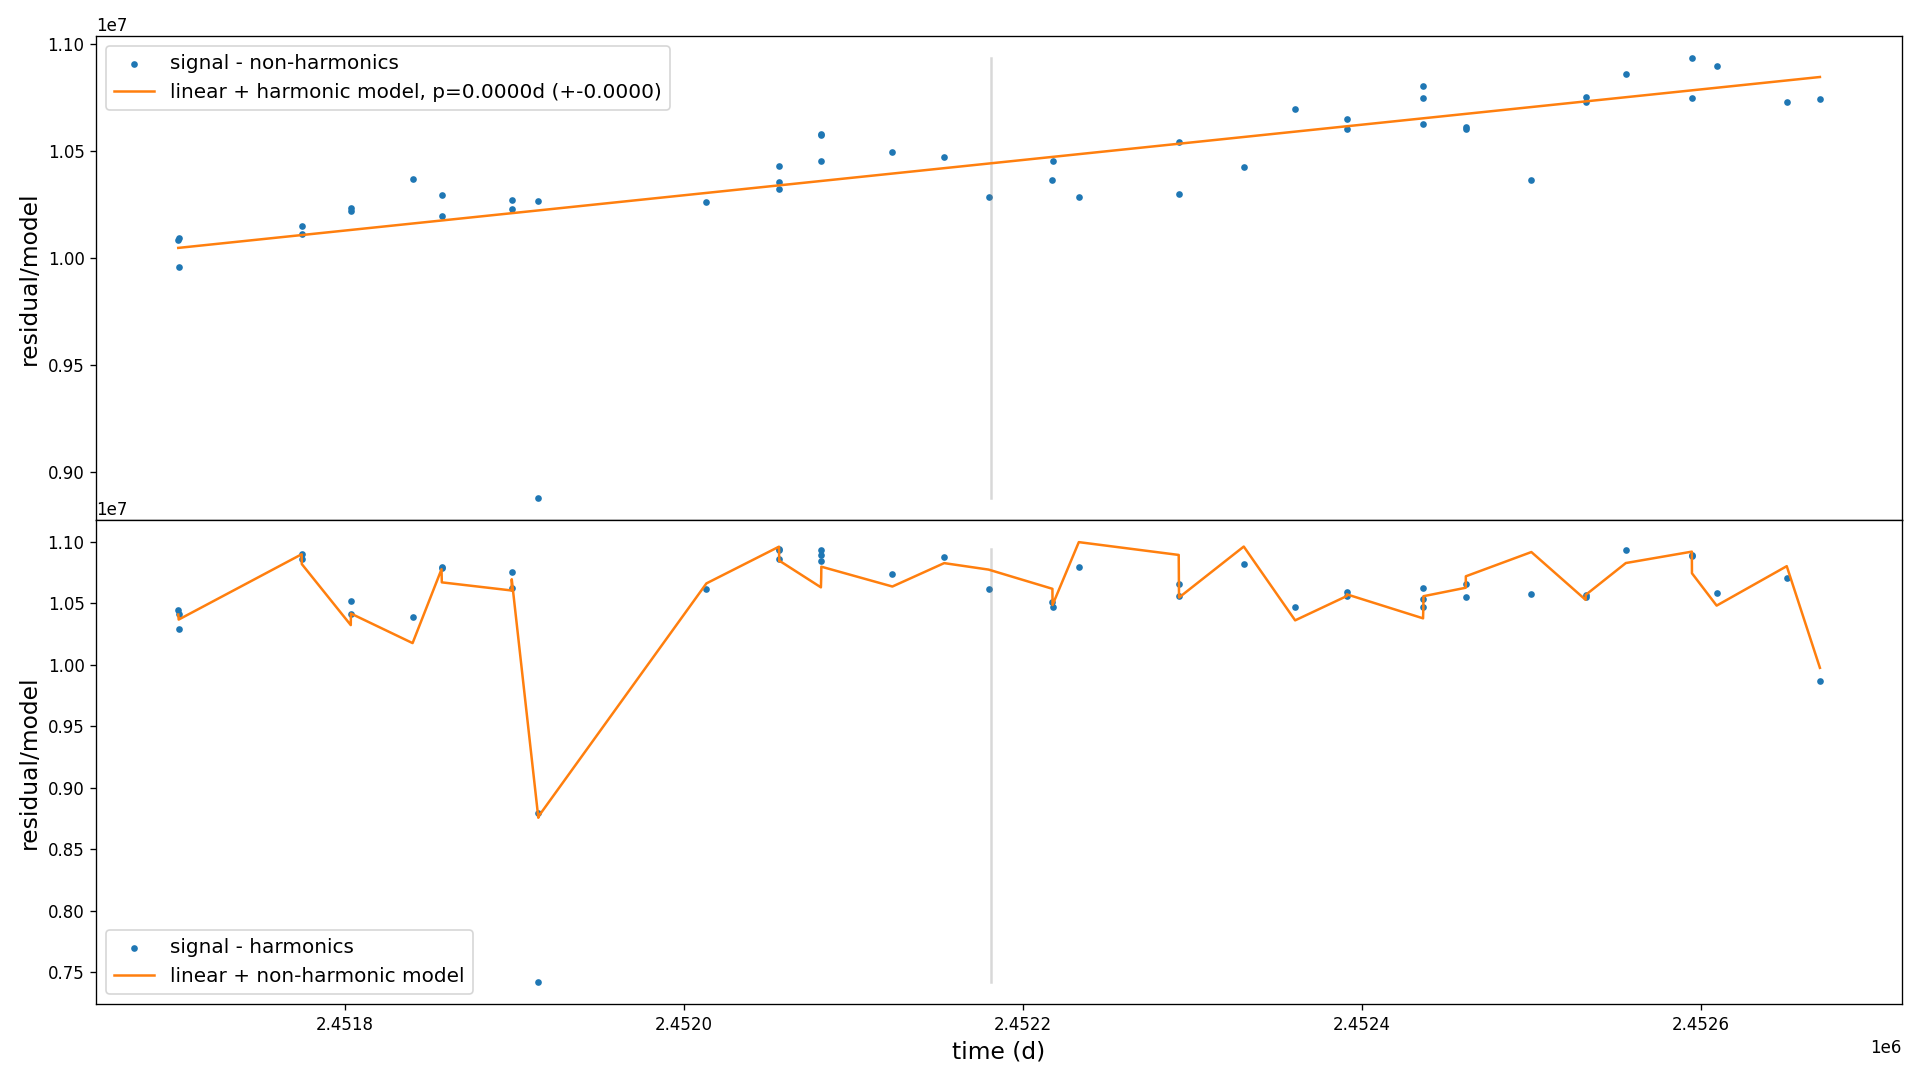 1e7
1.10
1.05
1.00
0.95
0.90
residual/model
signal - non-harmonics
linear + harmonic model, p=0.0000d (+-0.0000)
1e7
1.10
1.05
1.00
0.95
0.90
0.85
0.80
0.75
residual/model
signal - harmonics
linear + non-harmonic model
2.4518
2.4520
2.4522
2.4524
2.4526
time (d)
1e6